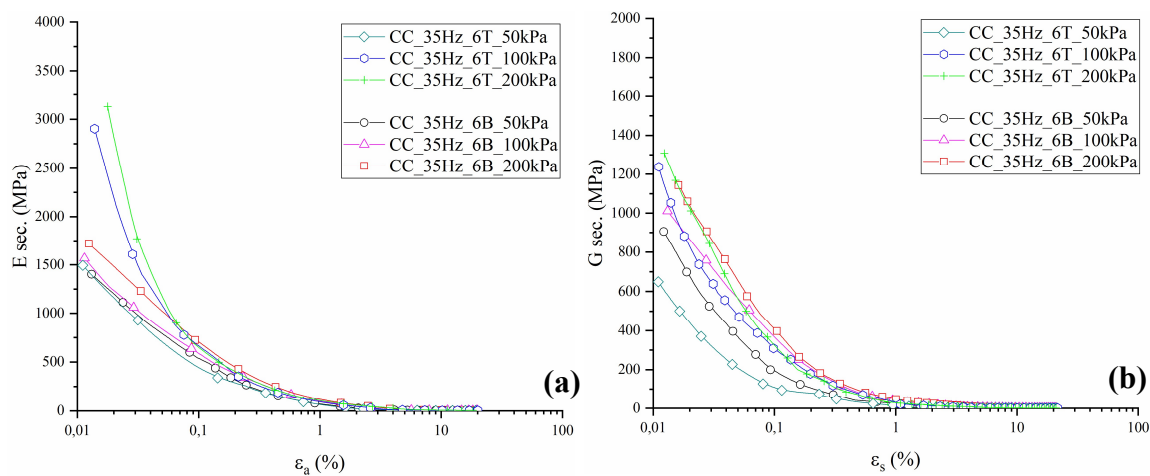 4000
3500
3000
2500
2000
1500
1000
500
0
E sec. (MPa)
CC_35Hz_6T_50kPa
CC_35Hz_6T_100kPa
CC_35Hz_6T_200kPa
CC_35Hz_6B_50kPa
CC_35Hz_6B_100kPa
CC_35Hz_6B_200kPa
(a)
0,01 0,1 1 10 100
εa (%)
2000
1800
1600
1400
1200
1000
800
600
400
200
0
G sec. (MPa)
CC_35Hz_6T_50kPa
CC_35Hz_6T_100kPa
CC_35Hz_6T_200kPa
CC_35Hz_6B_50kPa
CC_35Hz_6B_100kPa
CC_35Hz_6B_200kPa
(b)
0,01 0,1 1 10 100
εs (%)